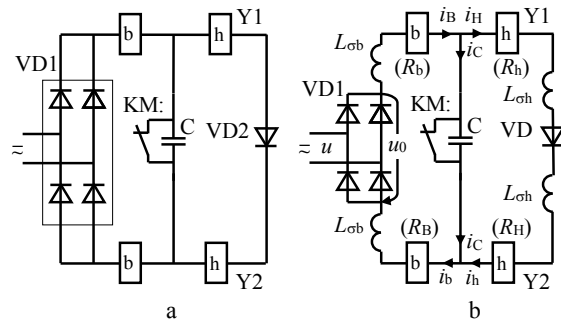 b
h
Y1
VD1
KM:
C
VD2
b
h
Y2
a
iB
iH
Y1
b
h
Lσb
(Rb)
iC
(Rh)
Lσh
VD1
KM:
C
VD
u
u0
Lσb
Lσh
(RB)
(RH)
iC
b
h
ib
ih
Y2
b